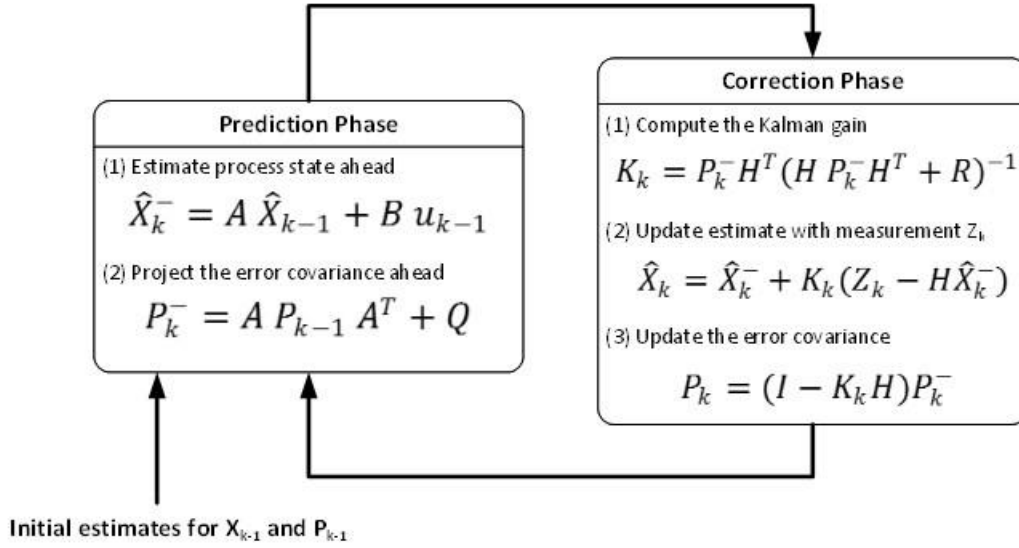 Prediction Phase
(1) Estimate process state ahead
X̂ₖ⁻ = A X̂ₖ₋₁ + B uₖ₋₁
(2) Project the error covariance ahead
Pₖ⁻ = A Pₖ₋₁ Aᵀ + Q
Correction Phase
(1) Compute the Kalman gain
Kₖ = Pₖ⁻Hᵀ(H Pₖ⁻Hᵀ + R)⁻¹
(2) Update estimate with measurement Zₖ
X̂ₖ = X̂ₖ⁻ + Kₖ(Zₖ − HX̂ₖ⁻)
(3) Update the error covariance
Pₖ = (I − KₖH)Pₖ⁻
Initial estimates for Xₖ₋₁ and Pₖ₋₁